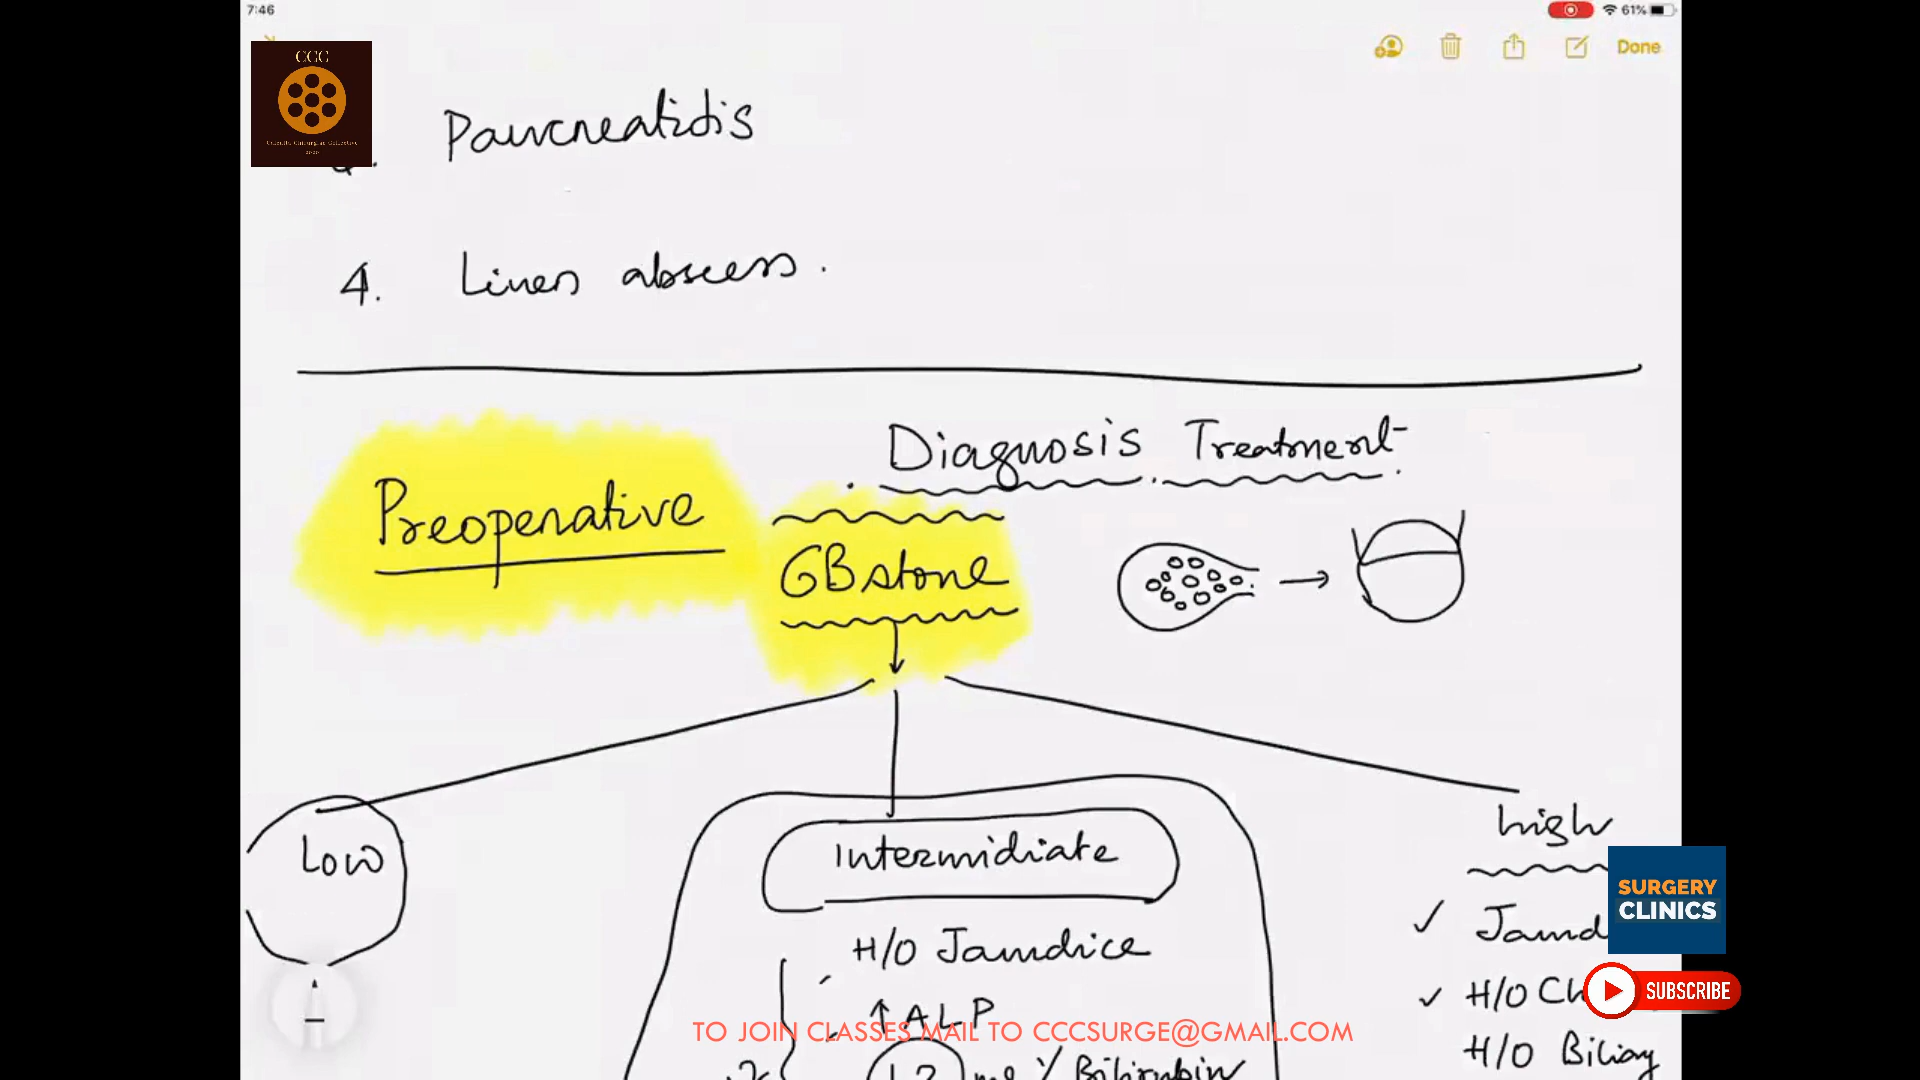 7:46
61%
Done
CCC
2020
Pancreatitis
4. Liver abscess.
Diagnosis Treatment
Preoperative
GB stone
Low
Intermidiate
high
H/O Jaundice
↑ ALP
Bilirubin
✓ Jaund
✓ H/O Ch
H/O Biliary
SURGERY
CLINICS
SUBSCRIBE
TO JOIN CLASSES MAIL TO CCCSURGE@GMAIL.COM